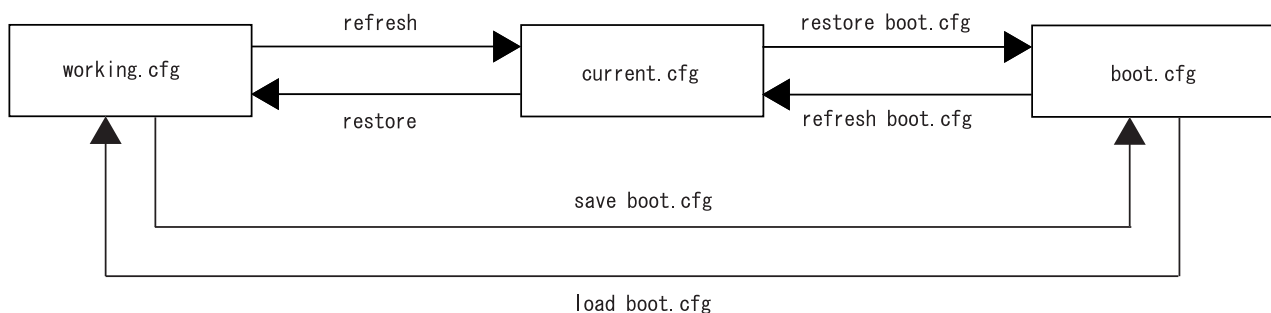 refresh
restore boot.cfg
working.cfg
current.cfg
boot.cfg
restore
refresh boot.cfg
save boot.cfg
load boot.cfg